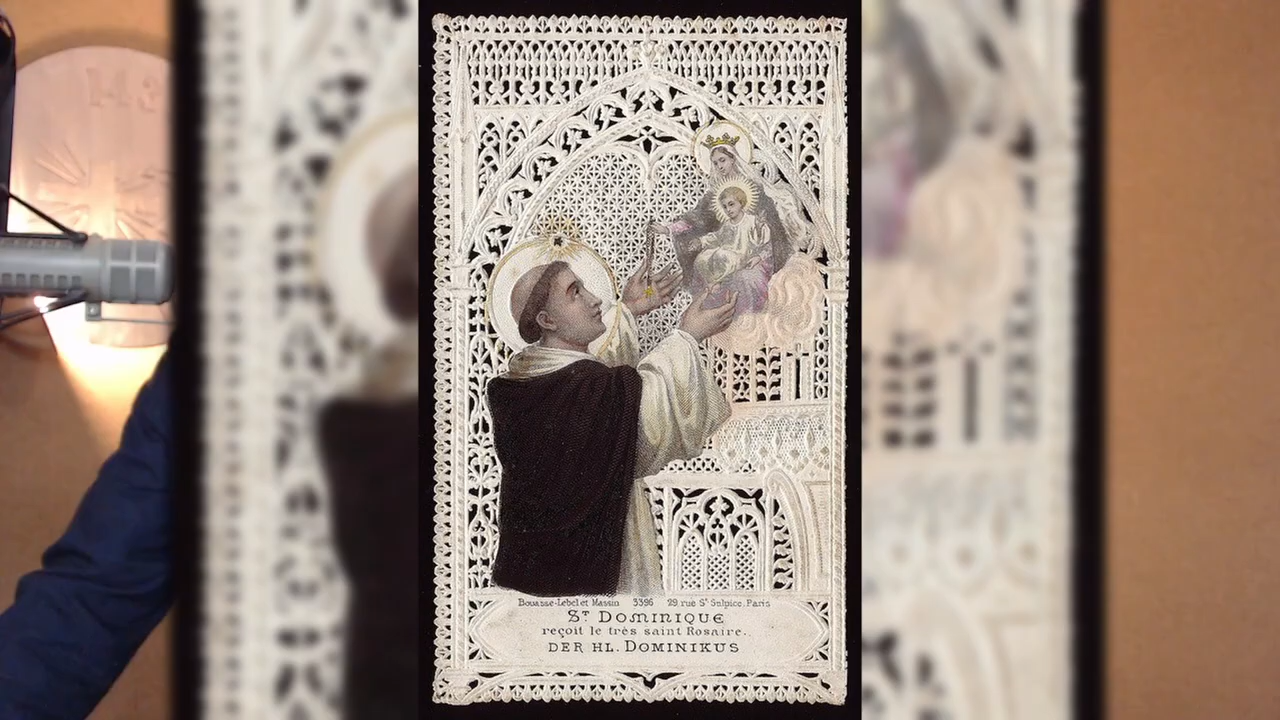 Bouasse-Lebel et Massin 3396 29, rue St Sulpice, Paris
ST DOMINIQUE
reçoit le très saint Rosaire.
DER HL. DOMINIKUS